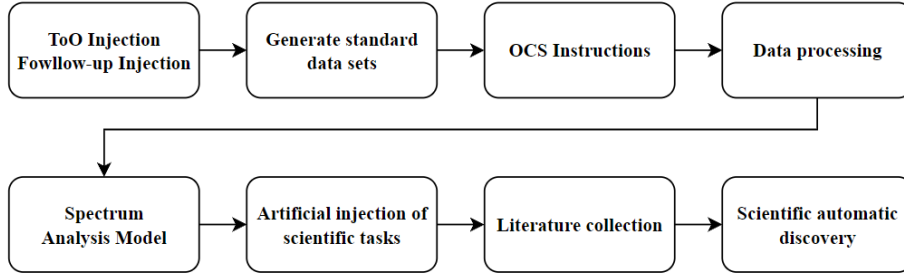 ToO Injection
Fowllow-up Injection
Generate standard
data sets
OCS Instructions
Data processing
Spectrum
Analysis Model
Artificial injection of
scientific tasks
Literature collection
Scientific automatic
discovery